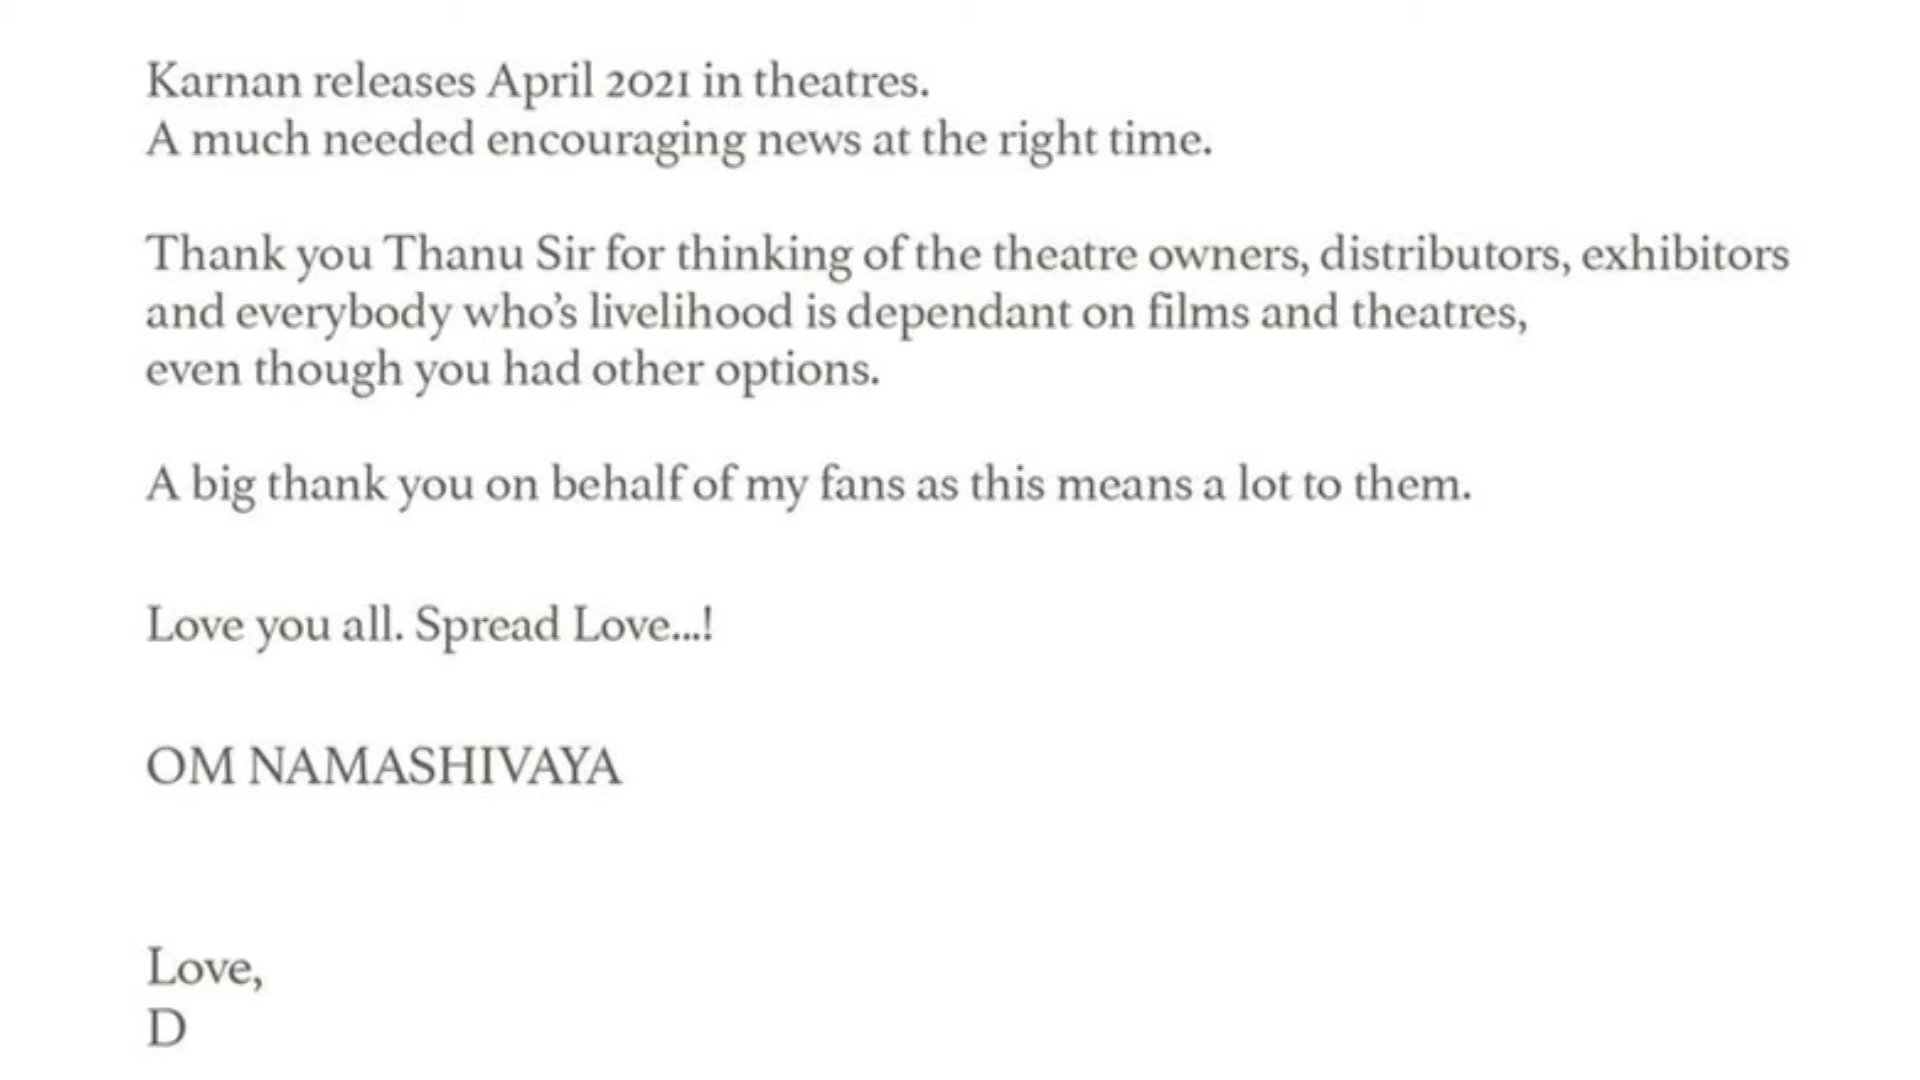 Karnan releases April 2021 in theatres.
A much needed encouraging news at the right time.
Thank you Thanu Sir for thinking of the theatre owners, distributors, exhibitors
and everybody who's livelihood is dependant on films and theatres,
even though you had other options.
A big thank you on behalf of my fans as this means a lot to them.
Love you all. Spread Love...!
OM NAMASHIVAYA
Love,
D